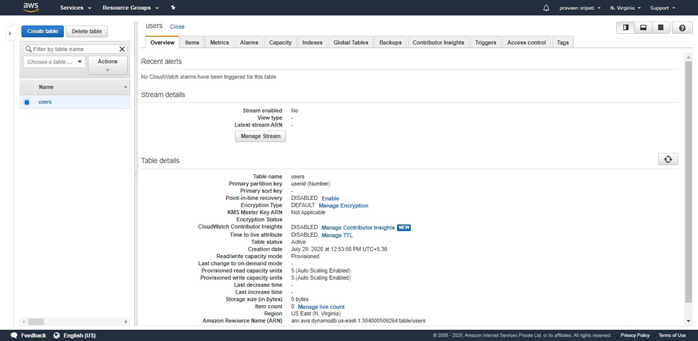 aws Services Resource Groups praveen sripati N. Virginia Support
Create table Delete table
users Close
Filter by table name
Choose a table ... Actions
Name
users
Overview Items Metrics Alarms Capacity Indexes Global Tables Backups Contributor Insights Triggers Access control Tags
Recent alerts
No CloudWatch alarms have been triggered for this table.
Stream details
Stream enabled No
View type -
Latest stream ARN -
Manage Stream
Table details
Table name users
Primary partition key userid (Number)
Primary sort key -
Point-in-time recovery DISABLED Enable
Encryption Type DEFAULT Manage Encryption
KMS Master Key ARN Not Applicable
Encryption Status
CloudWatch Contributor Insights DISABLED Manage Contributor Insights NEW
Time to live attribute DISABLED Manage TTL
Table status Active
Creation date July 20, 2020 at 12:53:08 PM UTC+5:30
Read/write capacity mode Provisioned
Last change to on-demand mode -
Provisioned read capacity units 5 (Auto Scaling Enabled)
Provisioned write capacity units 5 (Auto Scaling Enabled)
Last decrease time -
Last increase time -
Storage size (in bytes) 0 bytes
Item count 0 Manage live count
Region US East (N. Virginia)
Amazon Resource Name (ARN) arn:aws:dynamodb:us-east-1:304000509264:table/users
Feedback English (US) © 2008 - 2020, Amazon Internet Services Private Ltd. or its affiliates. All rights reserved. Privacy Policy Terms of Use